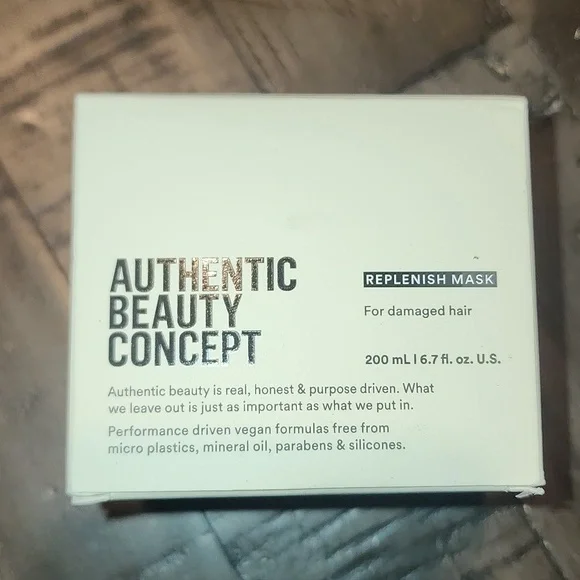 AUTHENTIC
BEAUTY
CONCEPT
REPLENISH MASK
For damaged hair
200 mL | 6.7 fl. oz. U.S.
Authentic beauty is real, honest & purpose driven. What
we leave out is just as important as what we put in.
Performance driven vegan formulas free from
micro plastics, mineral oil, parabens & silicones.